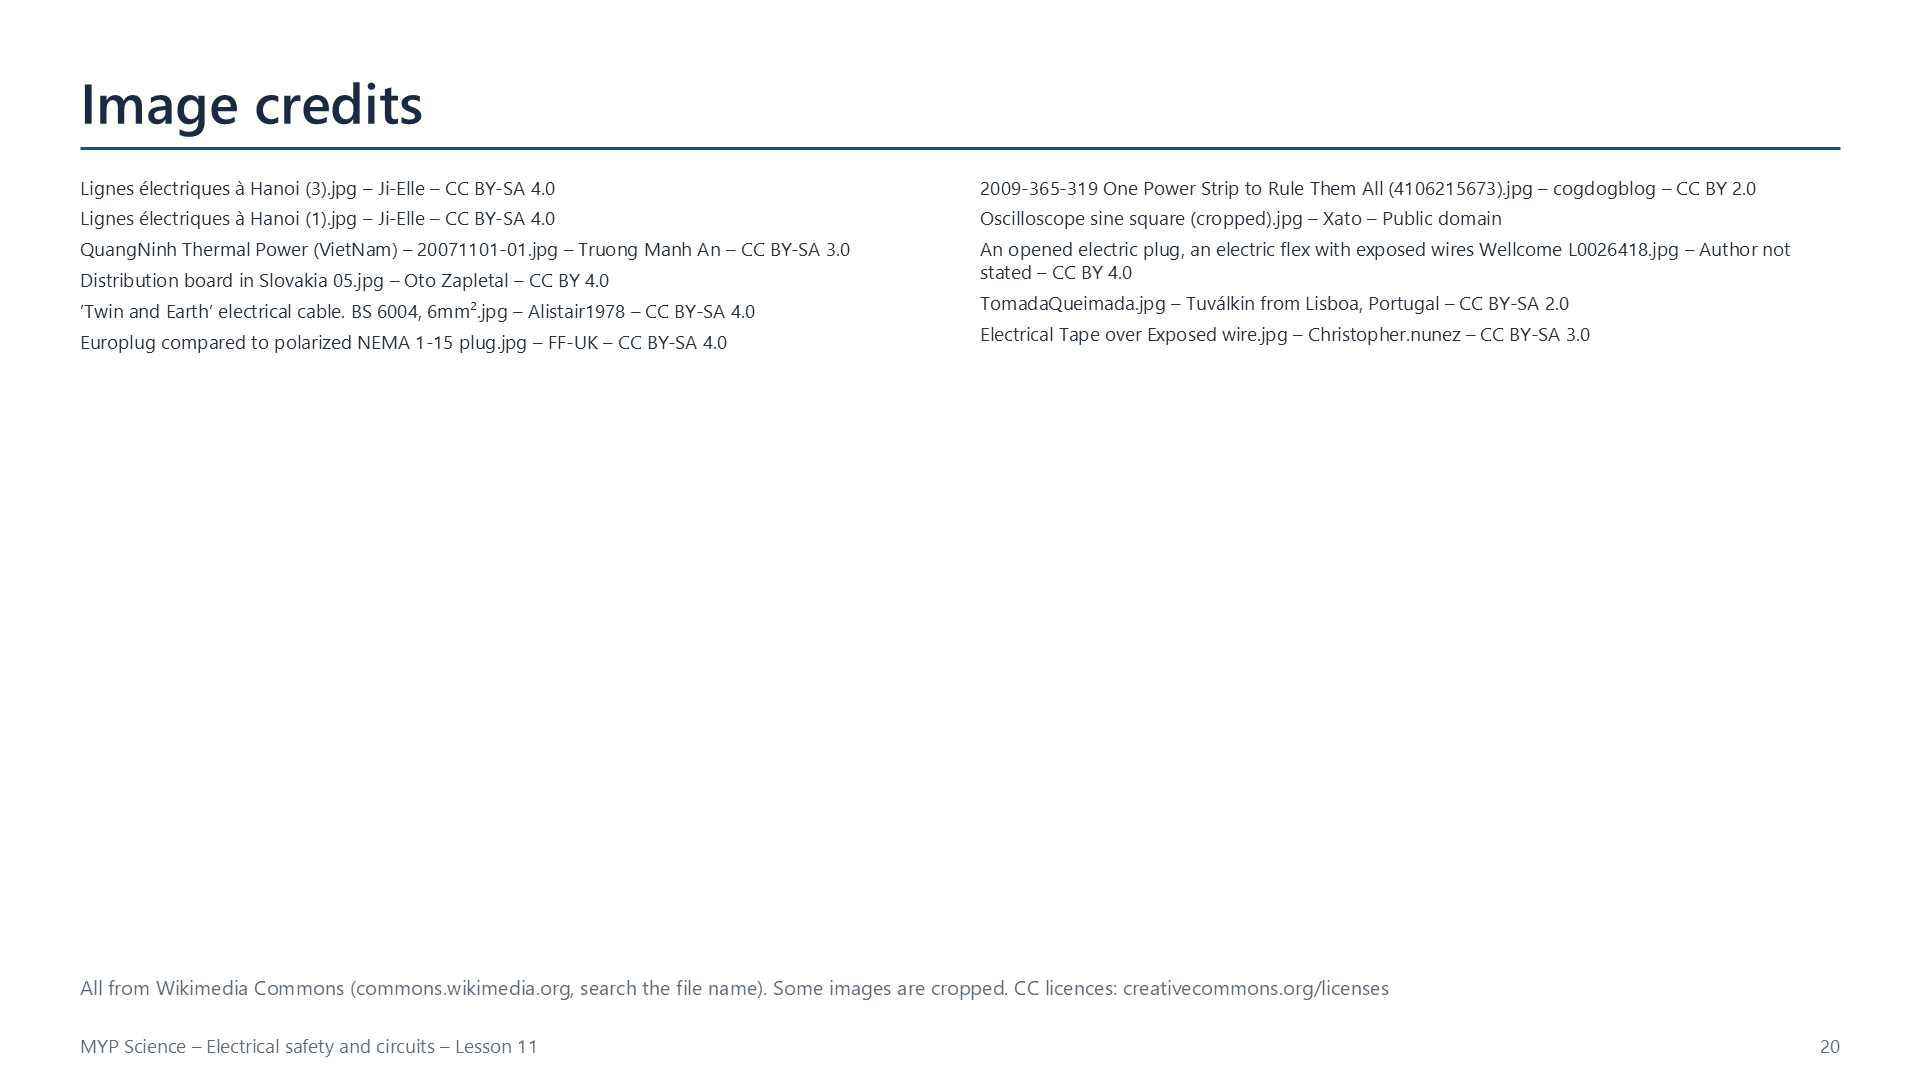 Image credits
Lignes électriques à Hanoi (3).jpg – Ji-Elle – CC BY-SA 4.0
Lignes électriques à Hanoi (1).jpg – Ji-Elle – CC BY-SA 4.0
QuangNinh Thermal Power (VietNam) – 20071101-01.jpg – Truong Manh An – CC BY-SA 3.0
Distribution board in Slovakia 05.jpg – Oto Zapletal – CC BY 4.0
‘Twin and Earth’ electrical cable. BS 6004, 6mm².jpg – Alistair1978 – CC BY-SA 4.0
Europlug compared to polarized NEMA 1-15 plug.jpg – FF-UK – CC BY-SA 4.0
2009-365-319 One Power Strip to Rule Them All (4106215673).jpg – cogdogblog – CC BY 2.0
Oscilloscope sine square (cropped).jpg – Xato – Public domain
An opened electric plug, an electric flex with exposed wires Wellcome L0026418.jpg – Author not
stated – CC BY 4.0
TomadaQueimada.jpg – Tuválkin from Lisboa, Portugal – CC BY-SA 2.0
Electrical Tape over Exposed wire.jpg – Christopher.nunez – CC BY-SA 3.0
All from Wikimedia Commons (commons.wikimedia.org, search the file name). Some images are cropped. CC licences: creativecommons.org/licenses
MYP Science – Electrical safety and circuits – Lesson 11
20